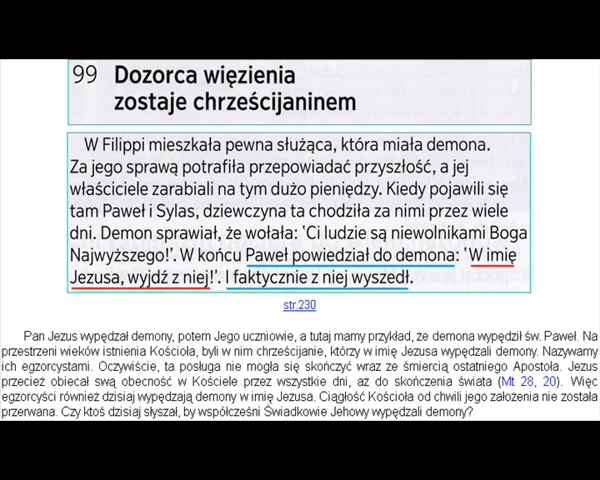 99 Dozorca więzienia
zostaje chrześcijaninem
W Filippi mieszkała pewna służąca, która miała demona.
Za jego sprawą potrafiła przepowiadać przyszłość, a jej
właściciele zarabiali na tym dużo pieniędzy. Kiedy pojawili się
tam Paweł i Sylas, dziewczyna ta chodziła za nimi przez wiele
dni. Demon sprawiał, że wołała: ‘Ci ludzie są niewolnikami Boga
Najwyższego!’. W końcu Paweł powiedział do demona: ‘W imię
Jezusa, wyjdź z niej!’. I faktycznie z niej wyszedł.
str.230
Pan Jezus wypędzał demony, potem Jego uczniowie, a tutaj mamy przykład, że demona wypędził św. Paweł. Na
przestrzeni wieków istnienia Kościoła, byli w nim chrześcijanie, którzy w imię Jezusa wypędzali demony. Nazywamy
ich egzorcystami. Oczywiście, ta posługa nie mogła się skończyć wraz ze śmiercią ostatniego Apostoła. Jezus
przecież obiecał swą obecność w Kościele przez wszystkie dni, aż do skończenia świata (Mt 28, 20). Więc
egzorcyści również dzisiaj wypędzają demony w imię Jezusa. Ciągłość Kościoła od chwili jego założenia nie została
przerwana. Czy ktoś dzisiaj słyszał, by współcześni Świadkowie Jehowy wypędzali demony?